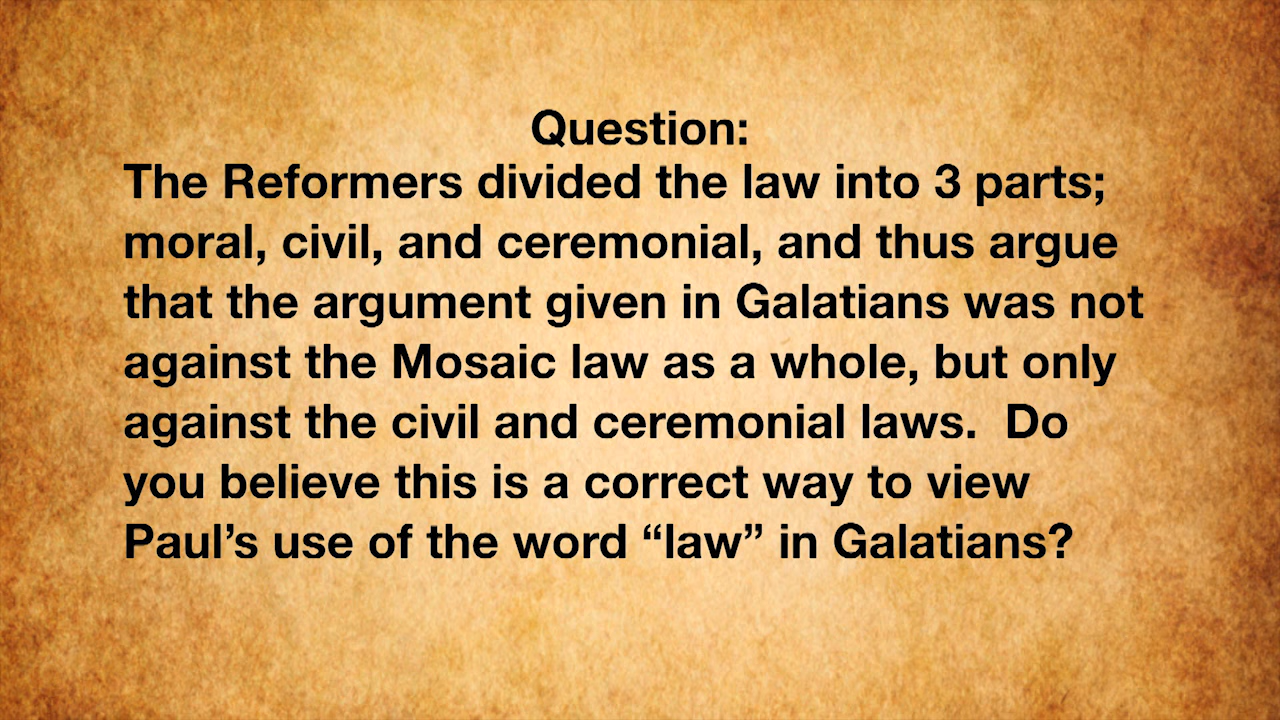 Question:
The Reformers divided the law into 3 parts;
moral, civil, and ceremonial, and thus argue
that the argument given in Galatians was not
against the Mosaic law as a whole, but only
against the civil and ceremonial laws.  Do
you believe this is a correct way to view
Paul’s use of the word “law” in Galatians?